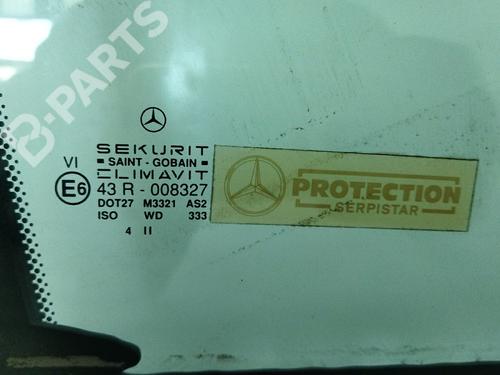 B-PARTS
SEKURIT
SAINT - GOBAIN
CLIMAVIT
VI
E6 43 R - 008327
DOT27 M3321 AS2
ISO WD 333
4 II
PROTECTION
SERPISTAR